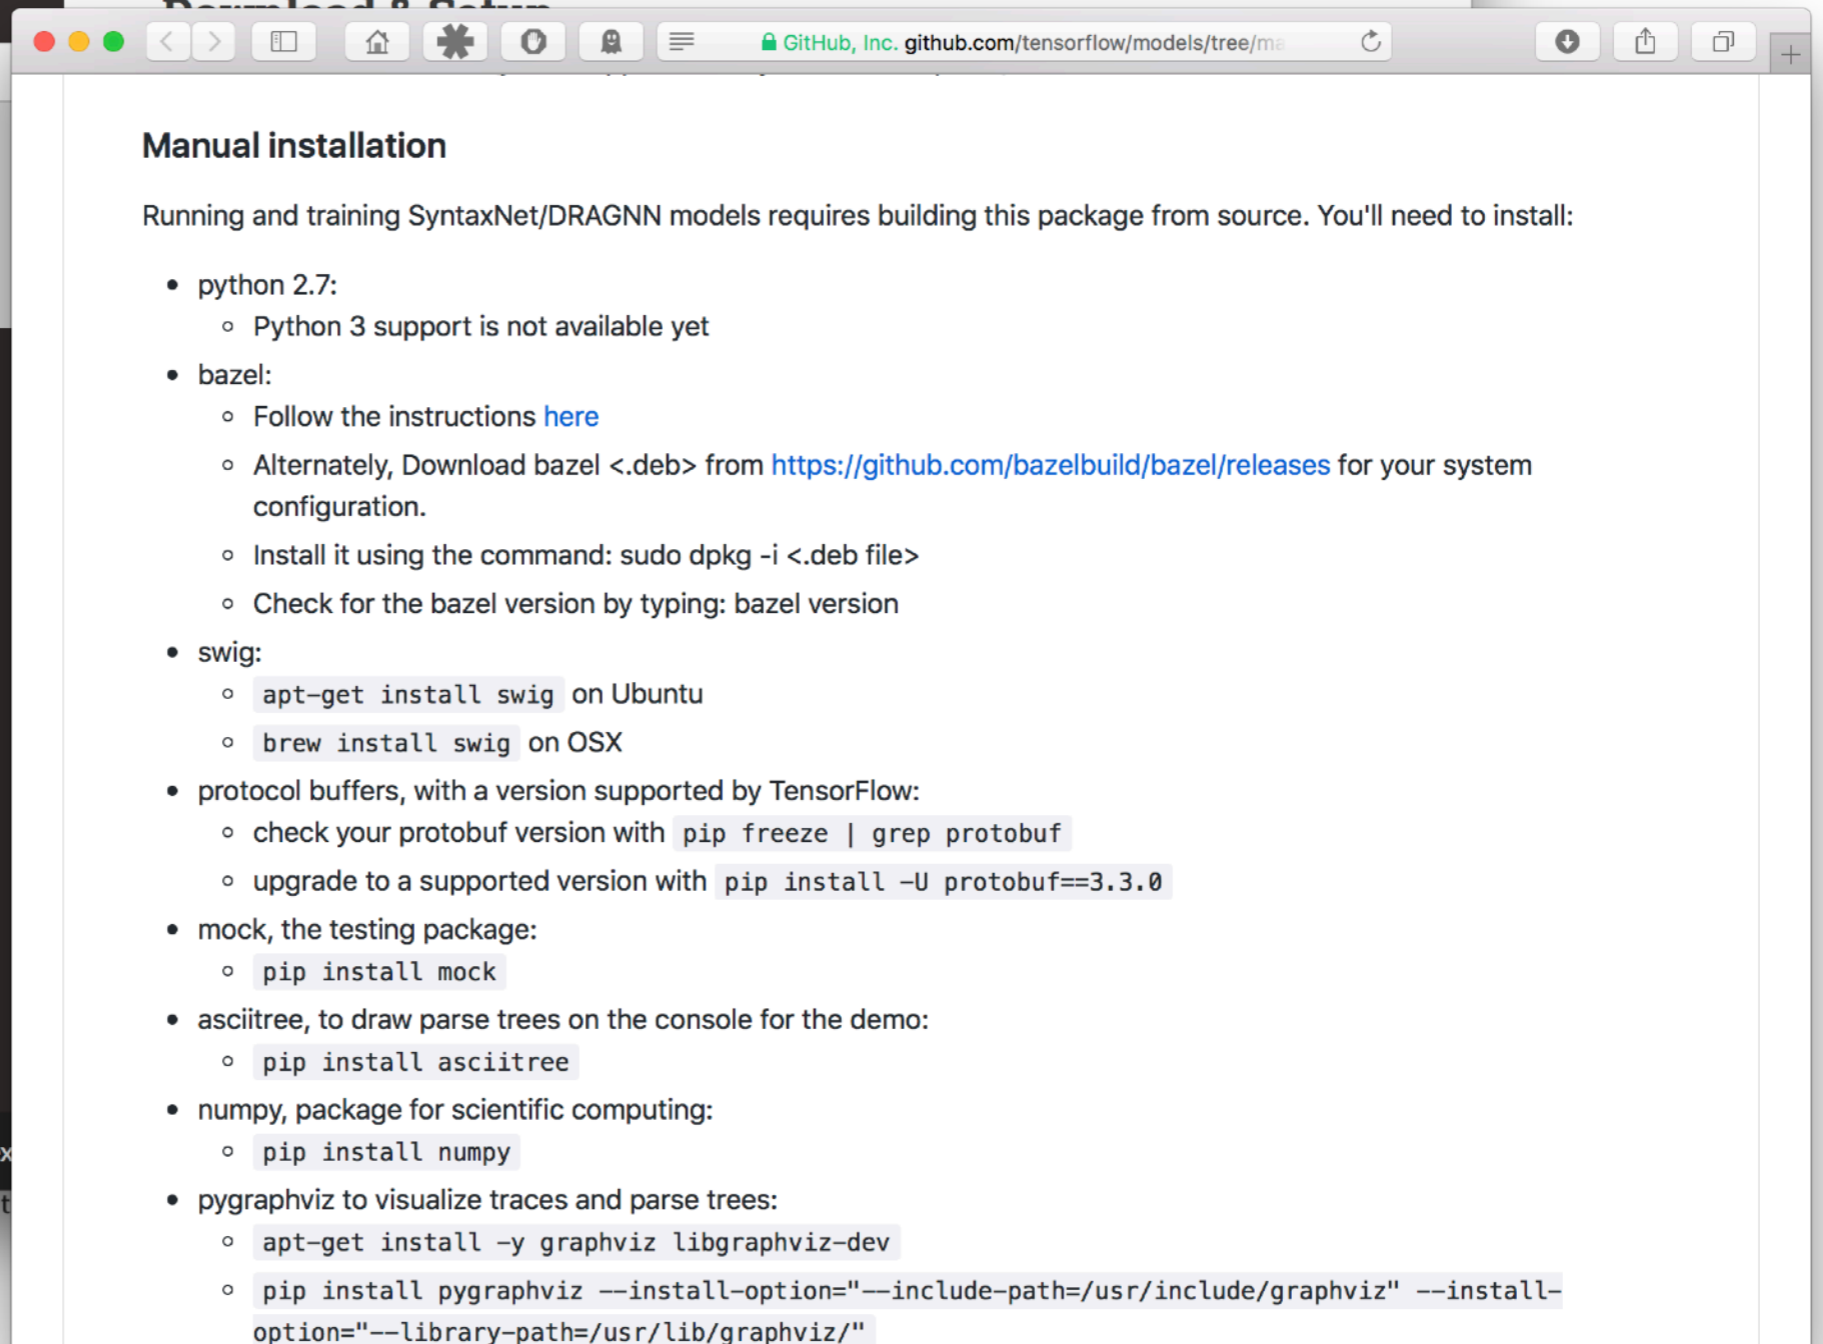 Download & Setup
GitHub, Inc. github.com/tensorflow/models/tree/ma
Manual installation
Running and training SyntaxNet/DRAGNN models requires building this package from source. You'll need to install:
python 2.7:
Python 3 support is not available yet
bazel:
Follow the instructions here
Alternately, Download bazel <.deb> from https://github.com/bazelbuild/bazel/releases for your system
configuration.
Install it using the command: sudo dpkg -i <.deb file>
Check for the bazel version by typing: bazel version
swig:
apt-get install swig on Ubuntu
brew install swig on OSX
protocol buffers, with a version supported by TensorFlow:
check your protobuf version with pip freeze | grep protobuf
upgrade to a supported version with pip install -U protobuf==3.3.0
mock, the testing package:
pip install mock
asciitree, to draw parse trees on the console for the demo:
pip install asciitree
numpy, package for scientific computing:
pip install numpy
pygraphviz to visualize traces and parse trees:
apt-get install -y graphviz libgraphviz-dev
pip install pygraphviz --install-option="--include-path=/usr/include/graphviz" --install-
option="--library-path=/usr/lib/graphviz/"